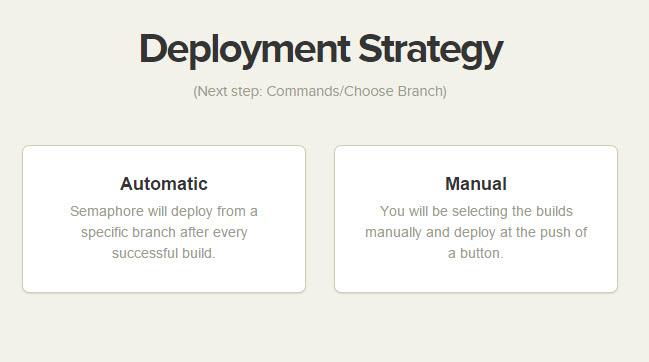 Deployment Strategy
(Next step: Commands/Choose Branch)
Automatic
Semaphore will deploy from a
specific branch after every
successful build.
Manual
You will be selecting the builds
manually and deploy at the push of
a button.